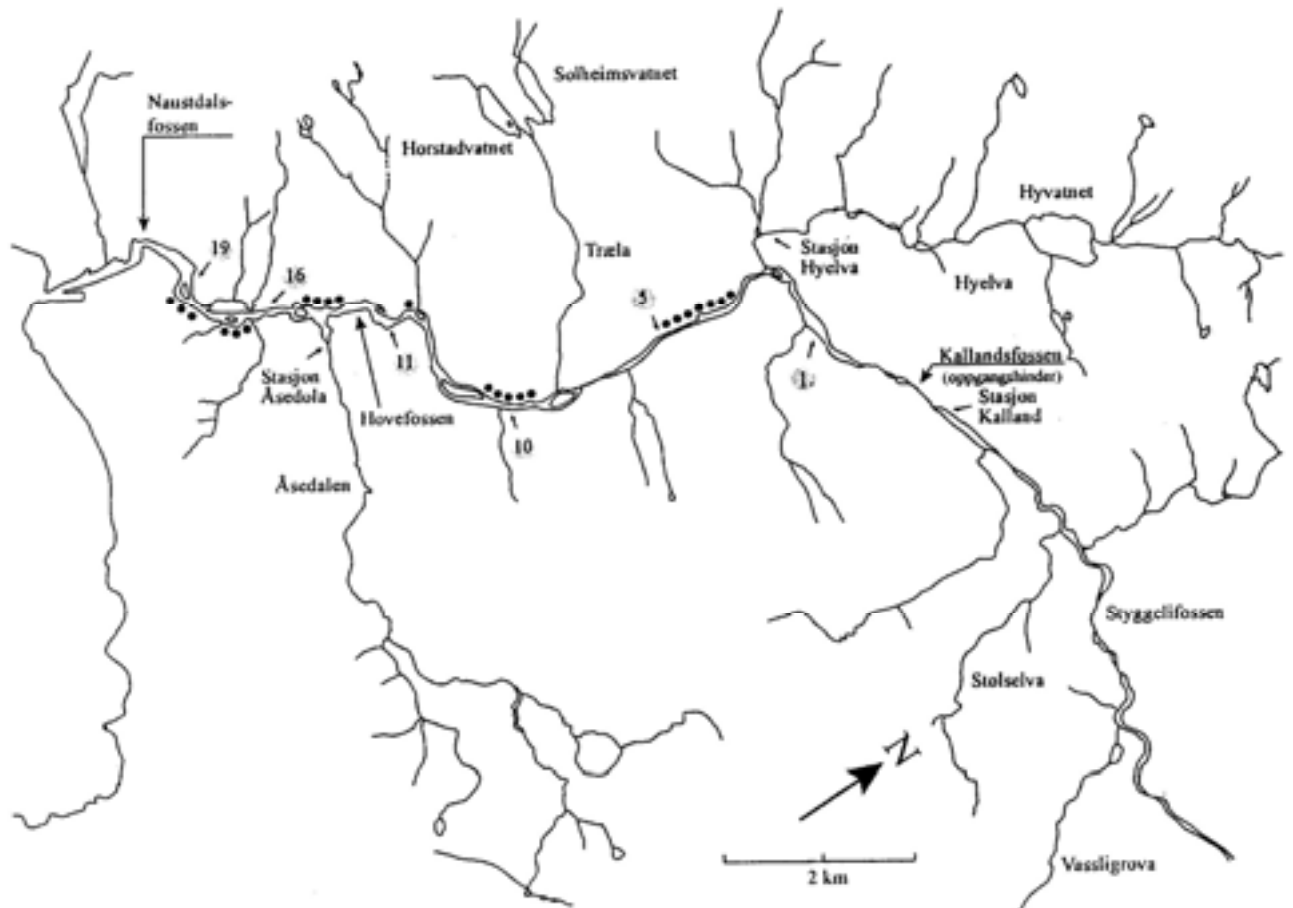 Solheimsvatnet
Naustdals-
fossen
Horstadvatnet
Hyvatnet
19
16
Træla
Stasjon
Hyelva
Hyelva
5
11
1
Kallandsfossen
(oppgangshinder)
Stasjon
Kalland
Stasjon
Åsedola
Hovefossen
10
Åsedalen
Styggelifossen
Stølselva
N
2 km
Vassligrova